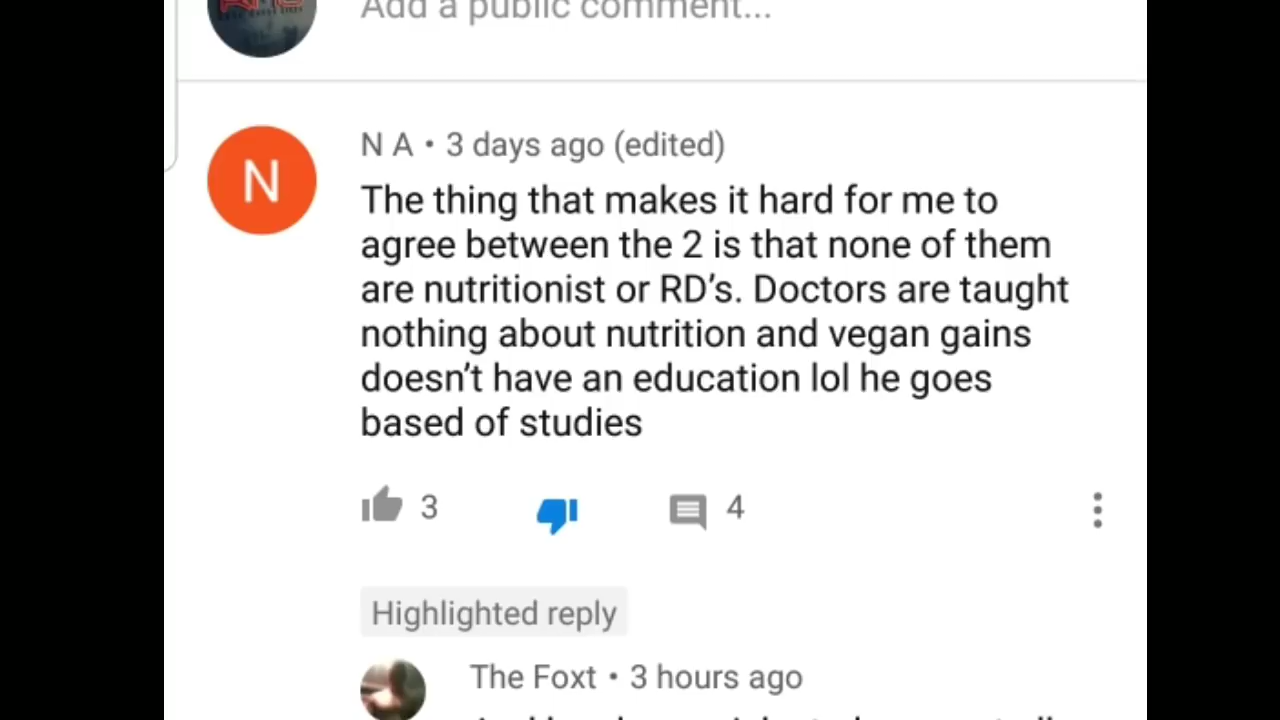 Add a public comment...
N
N A • 3 days ago (edited)
The thing that makes it hard for me to
agree between the 2 is that none of them
are nutritionist or RD’s. Doctors are taught
nothing about nutrition and vegan gains
doesn’t have an education lol he goes
based of studies
3
4
Highlighted reply
The Foxt • 3 hours ago